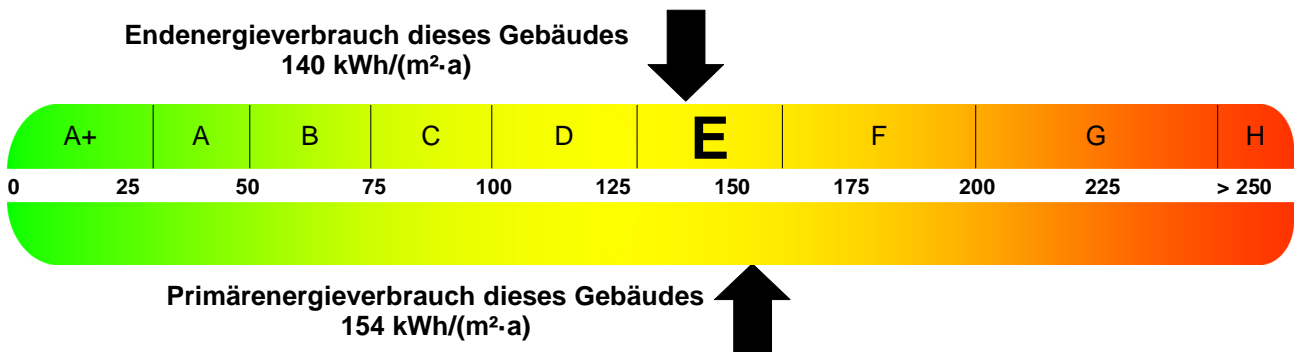 Endenergieverbrauch dieses Gebäudes
140 kWh/(m²·a)
A+ A B C D E F G H
0 25 50 75 100 125 150 175 200 225 > 250
Primärenergieverbrauch dieses Gebäudes
154 kWh/(m²·a)